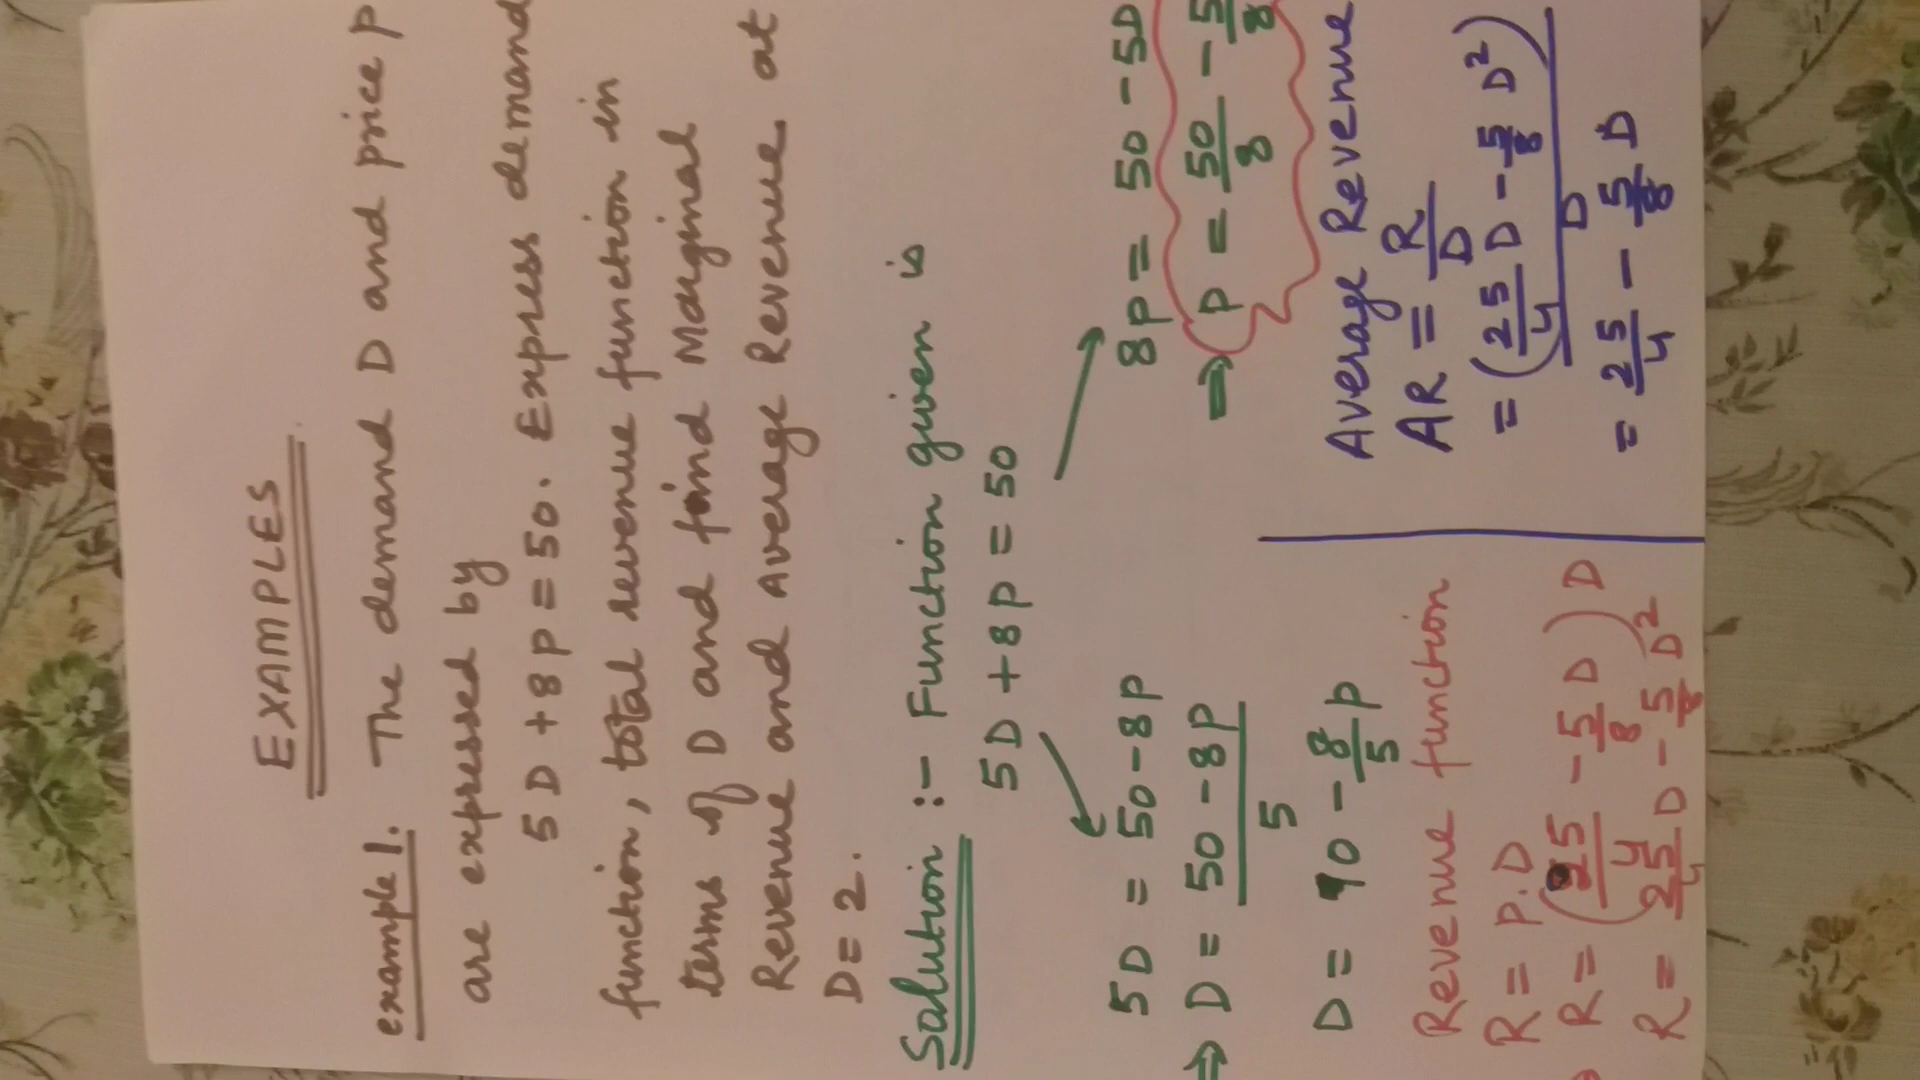 EXAMPLES
example 1. The demand D and price p
are expressed by
5D + 8p = 50. Express demand
function, total revenue function in
terms of D and find Marginal
Revenue and Average Revenue at
D = 2.
Solution :- Function given is
5D + 8p = 50
5D = 50 - 8p
⇒ D = 50 - 8p / 5
D = 10 - 8/5 p
8p = 50 - 5D
⇒ p = 50/8 - 5/8
Revenue function
R = p.D
R = (25/4 - 5/8 D) D
R = 25/4 D - 5/8 D²
Average Revenue
AR = R/D
= (25/4 D - 5/8 D²) / D
= 25/4 - 5/8 D